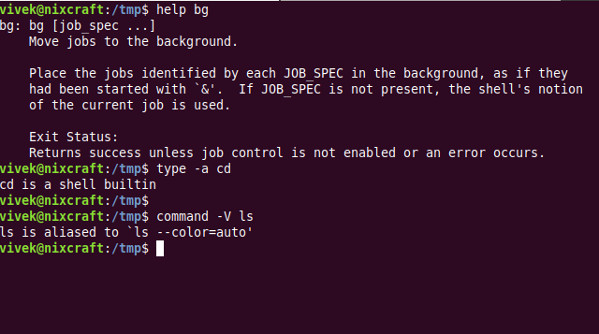 vivek@nixcraft:/tmp$ help bg
bg: bg [job_spec ...]
    Move jobs to the background.

    Place the jobs identified by each JOB_SPEC in the background, as if they
    had been started with `&'.  If JOB_SPEC is not present, the shell's notion
    of the current job is used.

    Exit Status:
    Returns success unless job control is not enabled or an error occurs.
vivek@nixcraft:/tmp$ type -a cd
cd is a shell builtin
vivek@nixcraft:/tmp$
vivek@nixcraft:/tmp$ command -V ls
ls is aliased to `ls --color=auto'
vivek@nixcraft:/tmp$